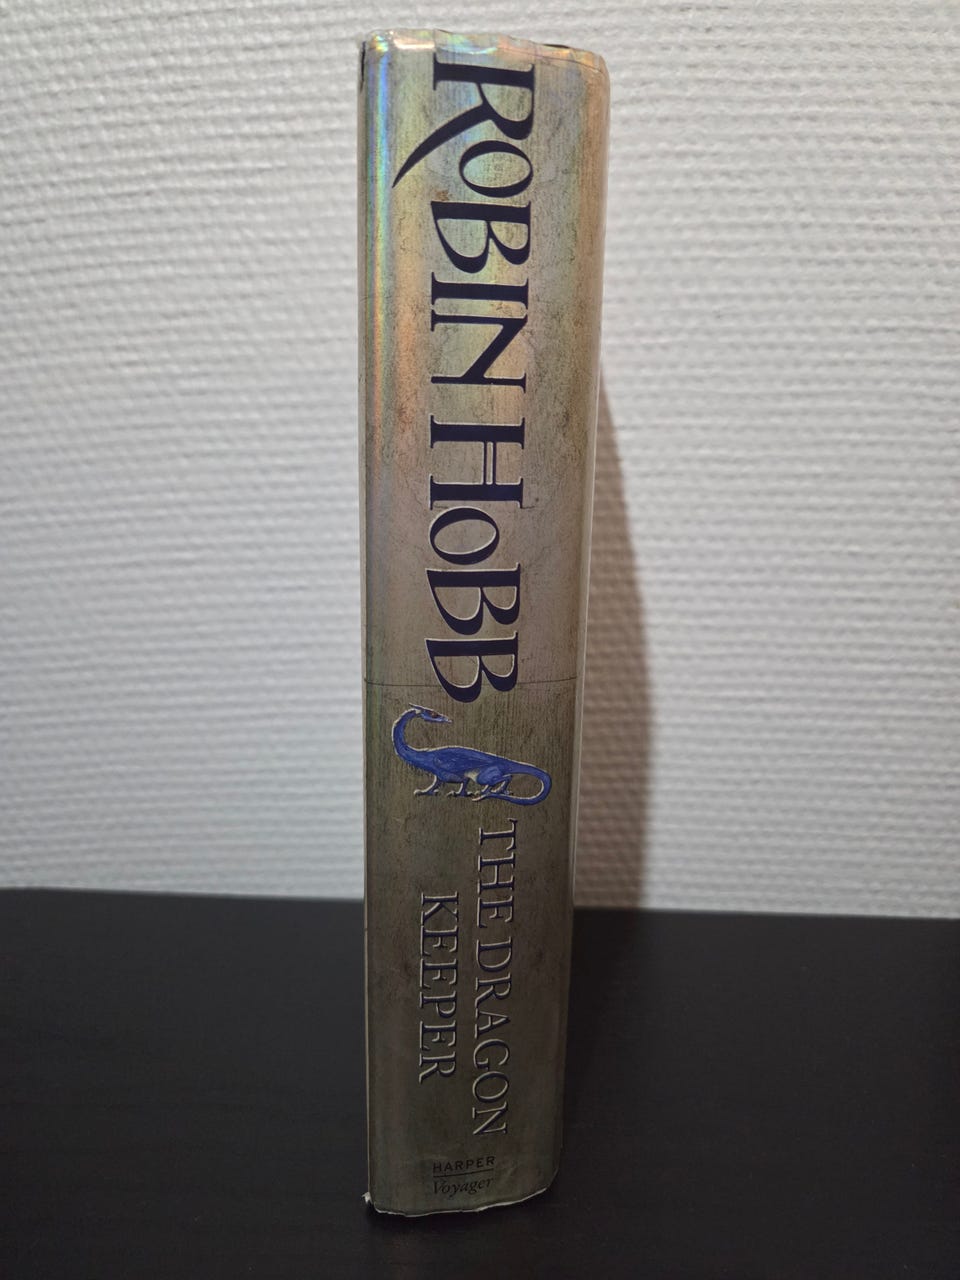 ROBIN HOBB
THE DRAGON
KEEPER
HARPER
Voyager